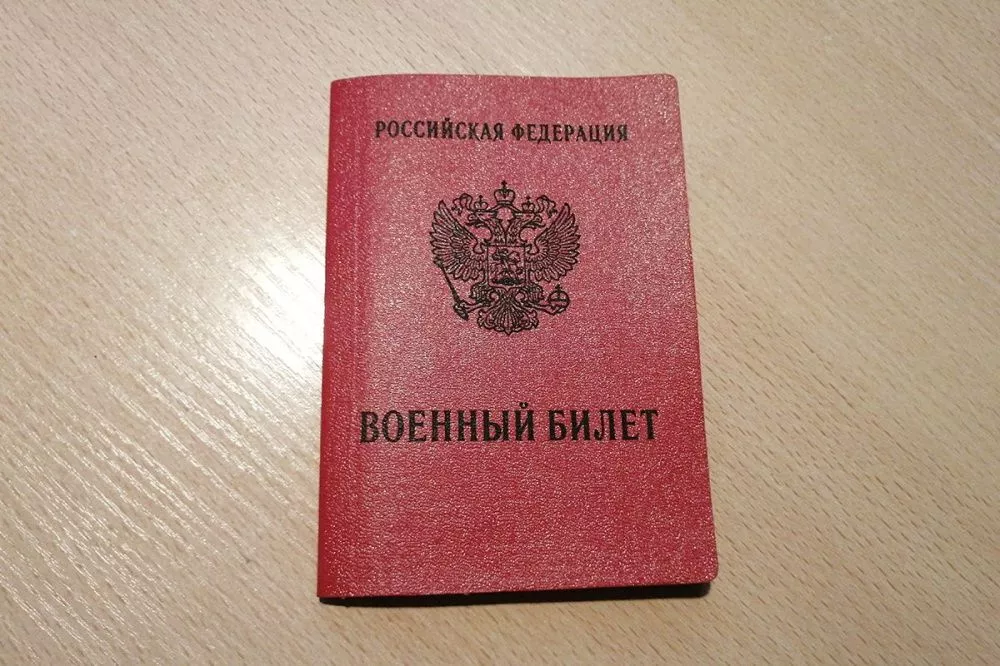 РОССИЙСКАЯ ФЕДЕРАЦИЯ
ВОЕННЫЙ БИЛЕТ